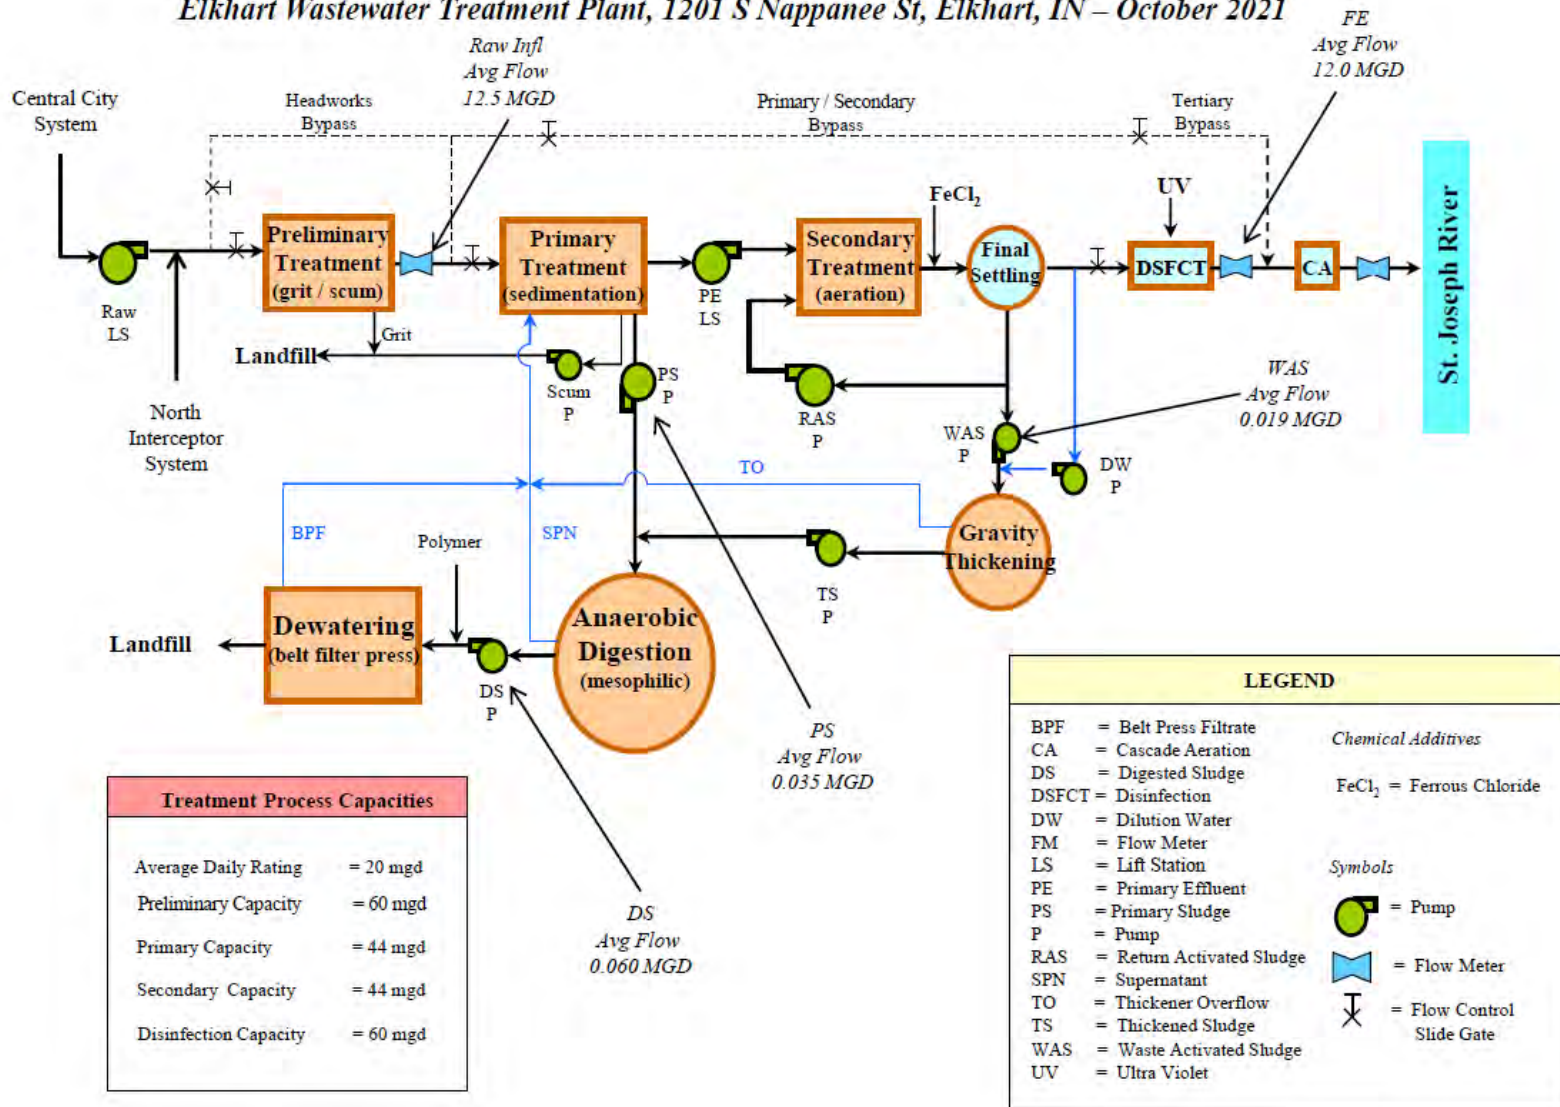 Elkhart Wastewater Treatment Plant, 1201 S Nappanee St, Elkhart, IN – October 2021
FE
Avg Flow
12.0 MGD
Raw Infl
Avg Flow
12.5 MGD
Central City
System
Headworks
Bypass
Primary / Secondary
Bypass
Tertiary
Bypass
Raw
LS
North
Interceptor
System
Preliminary
Treatment
(grit / scum)
Grit
Landfill
Primary
Treatment
(sedimentation)
Scum
P
PS
P
PE
LS
Secondary
Treatment
(aeration)
FeCl2
Final
Settling
RAS
P
UV
DSFCT
CA
St. Joseph River
WAS
Avg Flow
0.019 MGD
WAS
P
DW
P
TO
BPF
SPN
Polymer
Gravity
Thickening
TS
P
Landfill
Dewatering
(belt filter press)
DS
P
Anaerobic
Digestion
(mesophilic)
PS
Avg Flow
0.035 MGD
DS
Avg Flow
0.060 MGD
Treatment Process Capacities
Average Daily Rating = 20 mgd
Preliminary Capacity = 60 mgd
Primary Capacity = 44 mgd
Secondary Capacity = 44 mgd
Disinfection Capacity = 60 mgd
LEGEND
BPF = Belt Press Filtrate
CA = Cascade Aeration
DS = Digested Sludge
DSFCT = Disinfection
DW = Dilution Water
FM = Flow Meter
LS = Lift Station
PE = Primary Effluent
PS = Primary Sludge
P = Pump
RAS = Return Activated Sludge
SPN = Supernatant
TO = Thickener Overflow
TS = Thickened Sludge
WAS = Waste Activated Sludge
UV = Ultra Violet
Chemical Additives
FeCl2 = Ferrous Chloride
Symbols
= Pump
= Flow Meter
= Flow Control
Slide Gate